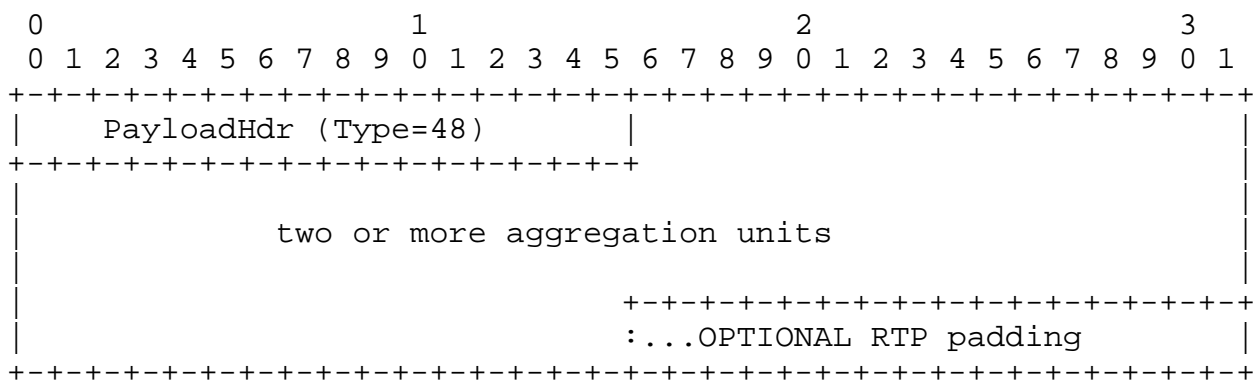 0                   1                   2                   3
 0 1 2 3 4 5 6 7 8 9 0 1 2 3 4 5 6 7 8 9 0 1 2 3 4 5 6 7 8 9 0 1
+-+-+-+-+-+-+-+-+-+-+-+-+-+-+-+-+-+-+-+-+-+-+-+-+-+-+-+-+-+-+-+-+
|    PayloadHdr (Type=48)       |                               |
+-+-+-+-+-+-+-+-+-+-+-+-+-+-+-+-+                               |
|                                                               |
|             two or more aggregation units                     |
|                                                               |
|                               +-+-+-+-+-+-+-+-+-+-+-+-+-+-+-+-+
|                               :...OPTIONAL RTP padding        |
+-+-+-+-+-+-+-+-+-+-+-+-+-+-+-+-+-+-+-+-+-+-+-+-+-+-+-+-+-+-+-+-+